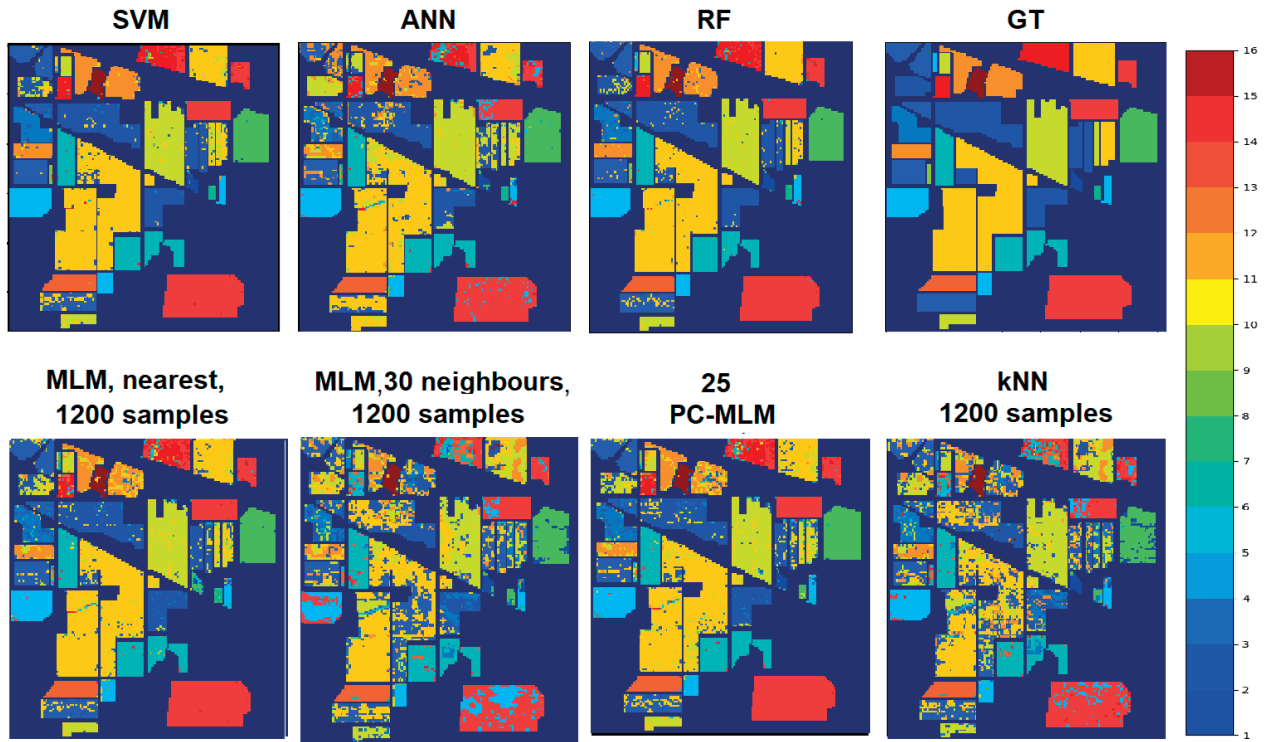 SVM
ANN
RF
GT
16
15
14
13
12
11
10
9
8
7
6
5
4
3
2
1
MLM, nearest,
1200 samples
MLM,30 neighbours,
1200 samples
25
PC-MLM
kNN
1200 samples